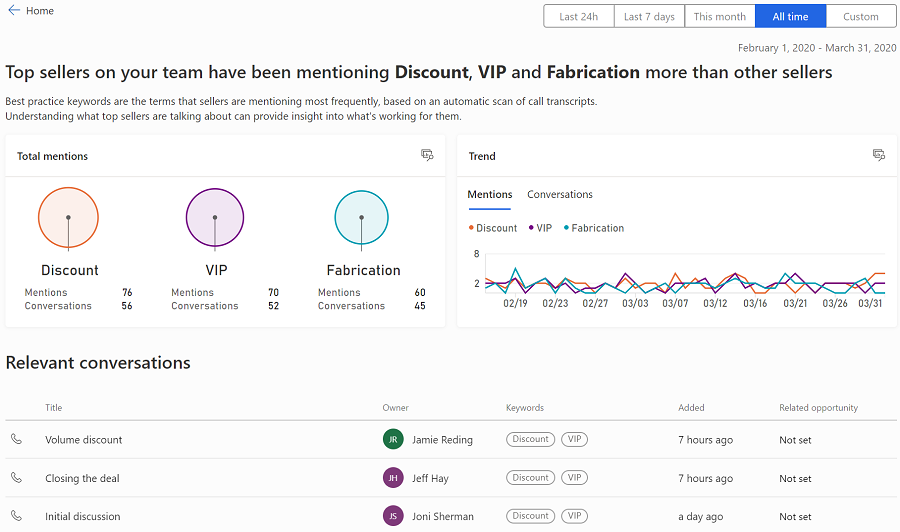 Home
Last 24h Last 7 days This month All time Custom
February 1, 2020 - March 31, 2020
Top sellers on your team have been mentioning Discount, VIP and Fabrication more than other sellers
Best practice keywords are the terms that sellers are mentioning most frequently, based on an automatic scan of call transcripts.
Understanding what top sellers are talking about can provide insight into what's working for them.
Total mentions
Discount VIP Fabrication
Mentions 76 Mentions 70 Mentions 60
Conversations 56 Conversations 52 Conversations 45
Trend
Mentions Conversations
Discount VIP Fabrication
8
2
02/19 02/23 02/27 03/03 03/07 03/12 03/16 03/21 03/26 03/31
Relevant conversations
Title Owner Keywords Added Related opportunity
Volume discount JR Jamie Reding Discount VIP 7 hours ago Not set
Closing the deal JH Jeff Hay Discount VIP 7 hours ago Not set
Initial discussion JS Joni Sherman Discount VIP a day ago Not set